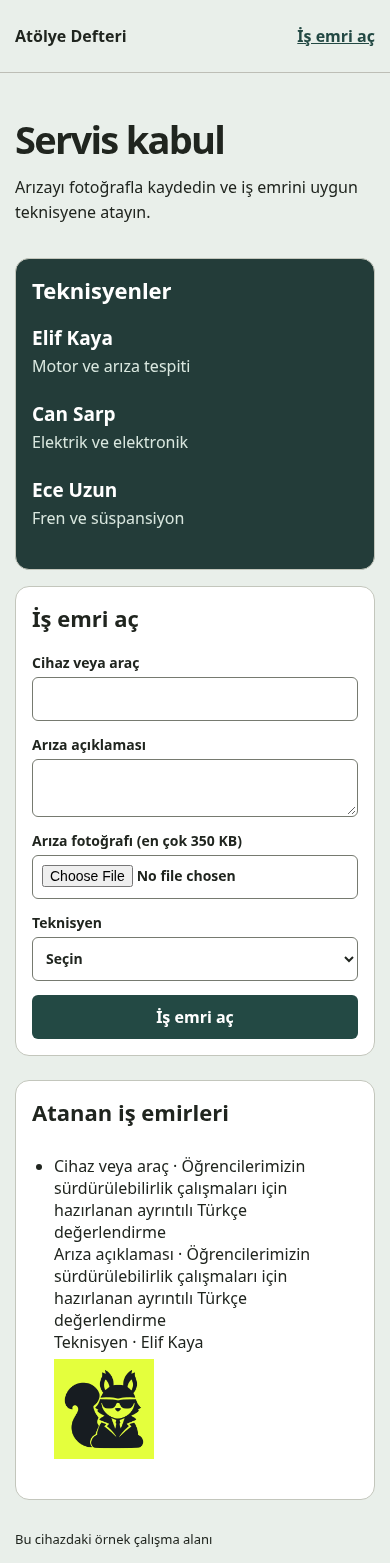 Atölye Defteri
İş emri aç
Servis kabul
Arızayı fotoğrafla kaydedin ve iş emrini uygun
teknisyene atayın.
Teknisyenler
Elif Kaya
Motor ve arıza tespiti
Can Sarp
Elektrik ve elektronik
Ece Uzun
Fren ve süspansiyon
İş emri aç
Cihaz veya araç
Arıza açıklaması
Arıza fotoğrafı (en çok 350 KB)
Choose File No file chosen
Teknisyen
Seçin
İş emri aç
Atanan iş emirleri
Cihaz veya araç · Öğrencilerimizin
sürdürülebilirlik çalışmaları için
hazırlanan ayrıntılı Türkçe
değerlendirme
Arıza açıklaması · Öğrencilerimizin
sürdürülebilirlik çalışmaları için
hazırlanan ayrıntılı Türkçe
değerlendirme
Teknisyen · Elif Kaya
Bu cihazdaki örnek çalışma alanı